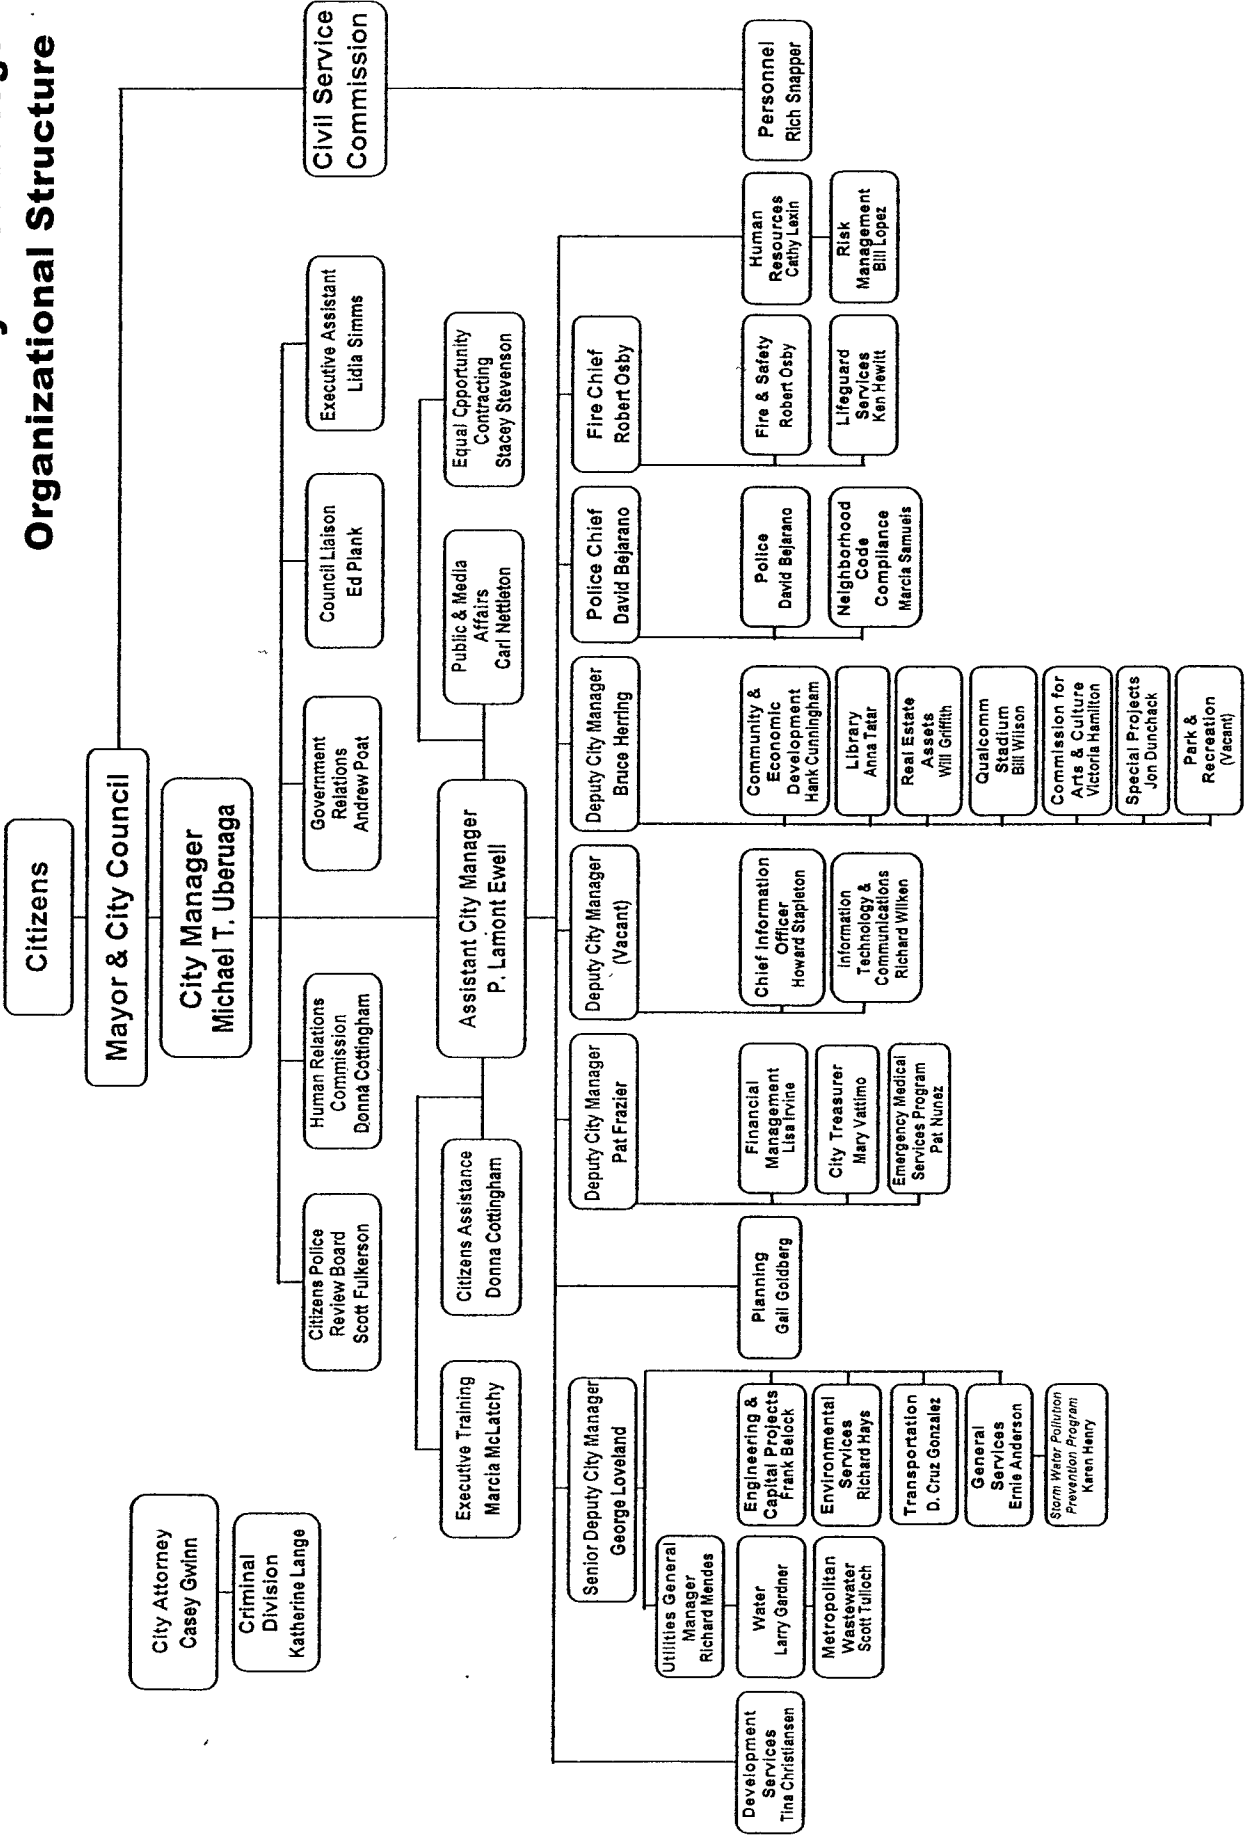 Organizational Structure
Citizens
Mayor & City Council
City Manager
Michael T. Uberuaga
Civil Service
Commission
City Attorney
Casey Gwinn
Criminal
Division
Katherine Lange
Citizens Police
Review Board
Scott Fulkerson
Human Relations
Commission
Donna Cottingham
Government
Relations
Andrew Poat
Council Liaison
Ed Plank
Executive Assistant
Lidia Simms
Executive Training
Marcia McLatchy
Citizens Assistance
Donna Cottingham
Assistant City Manager
P. Lamont Ewell
Public & Media
Affairs
Carl Nettleton
Equal Opportunity
Contracting
Stacey Stevenson
Senior Deputy City Manager
George Loveland
Deputy City Manager
Pat Frazier
Deputy City Manager
(Vacant)
Deputy City Manager
Bruce Herring
Police Chief
David Bejarano
Fire Chief
Robert Osby
Development
Services
Tina Christiansen
Utilities General
Manager
Richard Mendes
Water
Larry Gardner
Metropolitan
Wastewater
Scott Tulloch
Engineering &
Capital Projects
Frank Belock
Environmental
Services
Richard Hays
Transportation
D. Cruz Gonzalez
General
Services
Ernie Anderson
Storm Water Pollution
Prevention Program
Karen Henry
Planning
Gail Goldberg
Financial
Management
Lisa Irvine
City Treasurer
Mary Vattimo
Emergency Medical
Services Program
Pat Nunez
Chief Information
Officer
Howard Stapleton
Information
Technology &
Communications
Richard Wilken
Community &
Economic
Development
Hank Cunningham
Library
Anna Tatar
Real Estate
Assets
Will Griffith
Qualcomm
Stadium
Bill Wilson
Commission for
Arts & Culture
Victoria Hamilton
Special Projects
Jon Dunchack
Park &
Recreation
(Vacant)
Police
David Bejarano
Neighborhood
Code
Compliance
Marcia Samuels
Fire & Safety
Robert Osby
Lifeguard
Services
Ken Hewitt
Human
Resources
Cathy Lexin
Risk
Management
Bill Lopez
Personnel
Rich Snapper